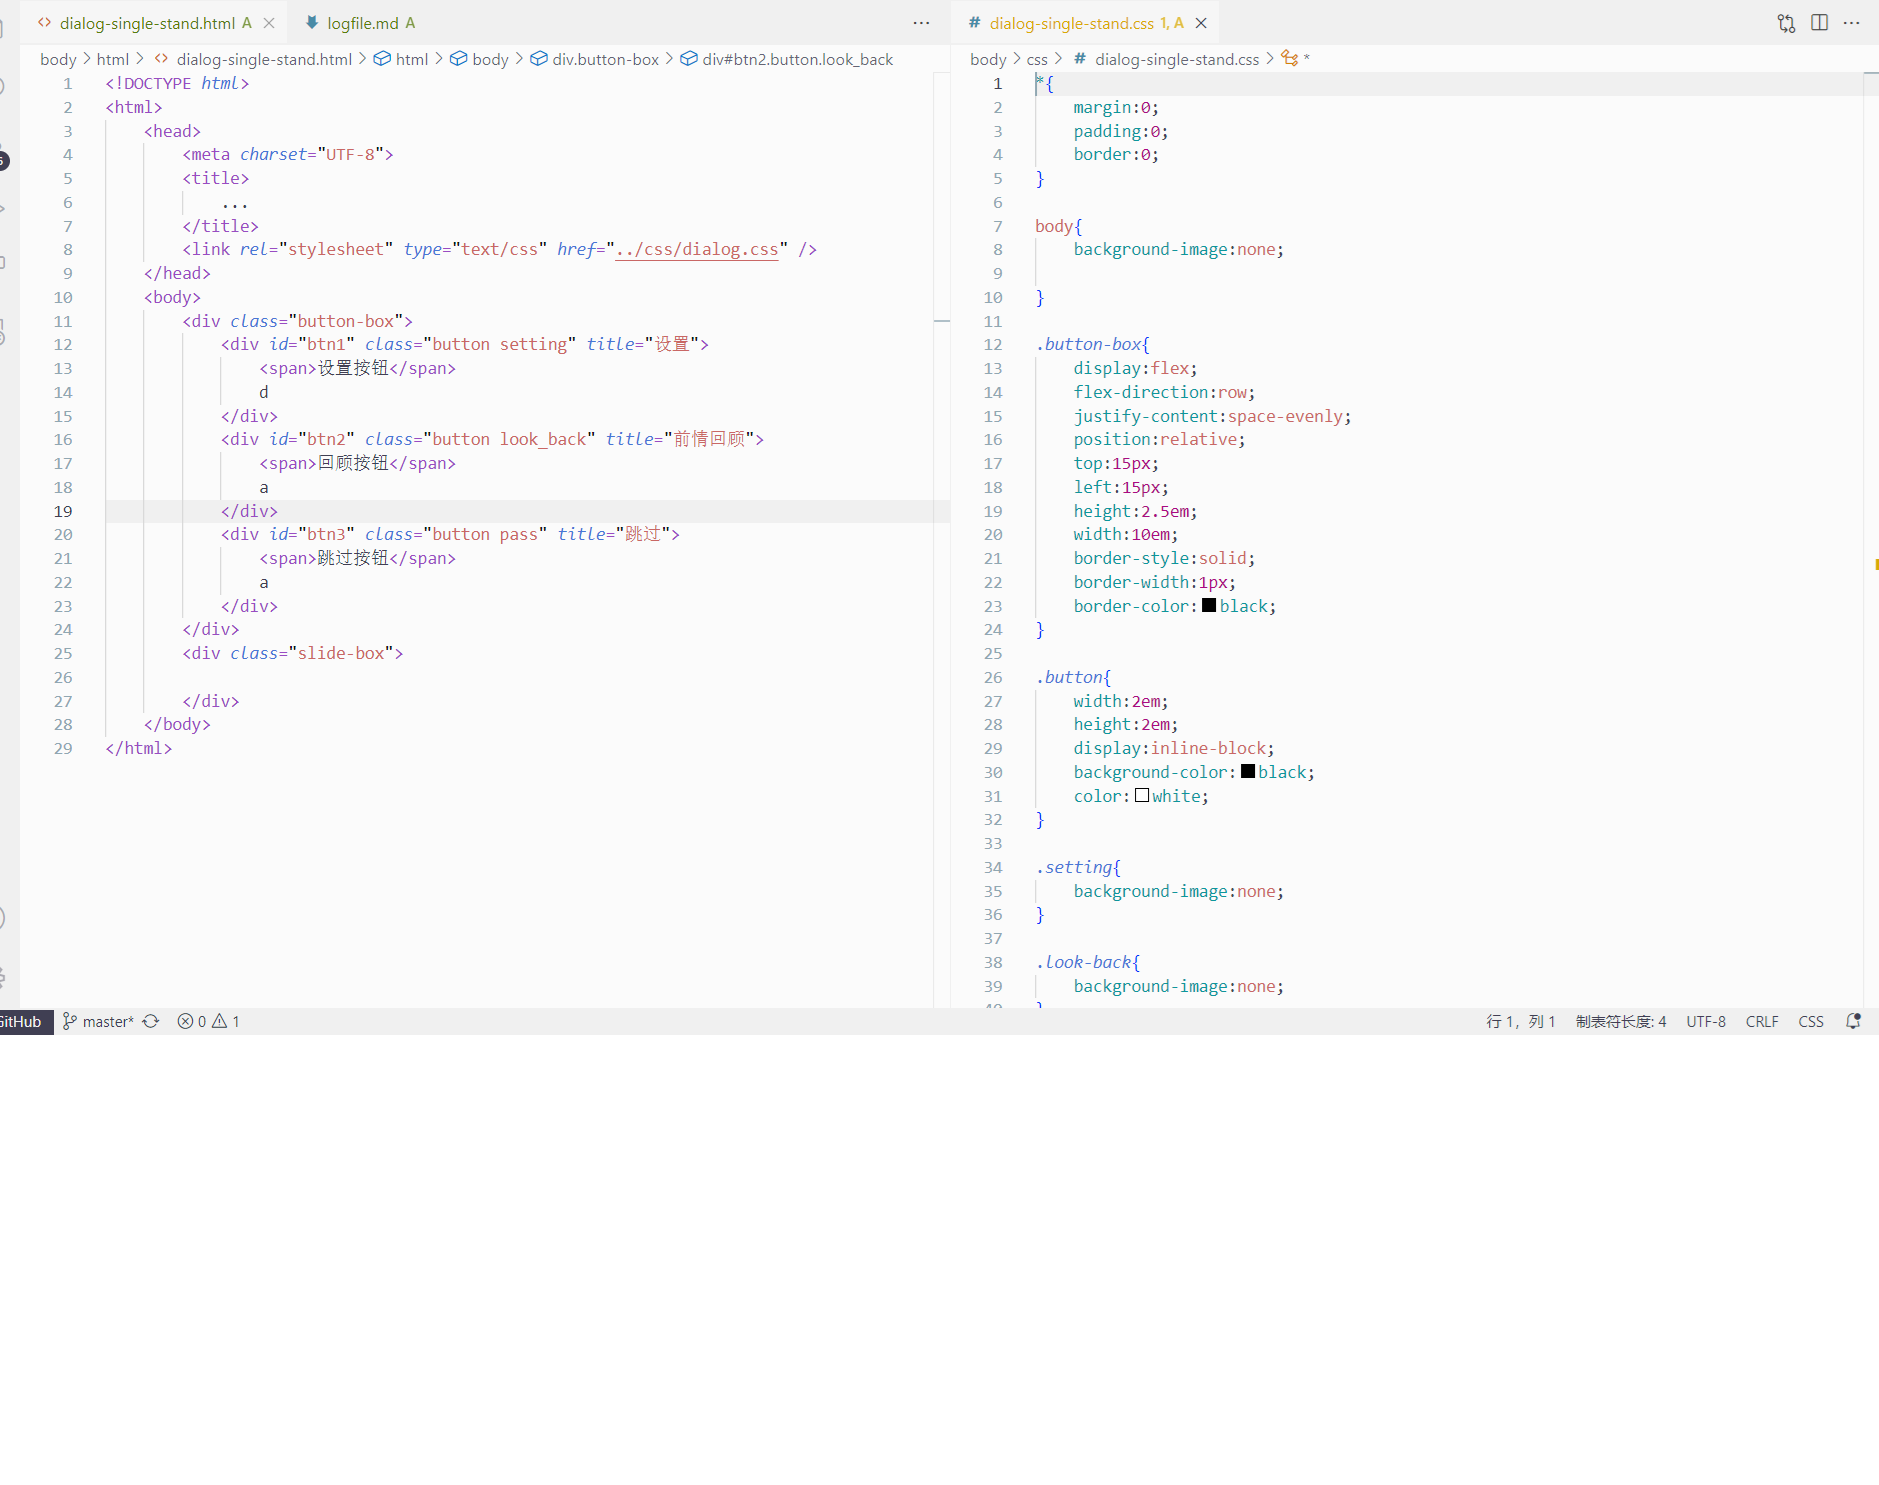 dialog-single-stand.html A
logfile.md A
dialog-single-stand.css 1, A
body > html > dialog-single-stand.html > html > body > div.button-box > div#btn2.button.look_back
1 <!DOCTYPE html>
2 <html>
3 <head>
4 <meta charset="UTF-8">
5 <title>
6 ...
7 </title>
8 <link rel="stylesheet" type="text/css" href="../css/dialog.css" />
9 </head>
10 <body>
11 <div class="button-box">
12 <div id="btn1" class="button setting" title="设置">
13 <span>设置按钮</span>
14 d
15 </div>
16 <div id="btn2" class="button look_back" title="前情回顾">
17 <span>回顾按钮</span>
18 a
19 </div>
20 <div id="btn3" class="button pass" title="跳过">
21 <span>跳过按钮</span>
22 a
23 </div>
24 </div>
25 <div class="slide-box">
26
27 </div>
28 </body>
29 </html>
body > css > # dialog-single-stand.css > *
1 *{
2 margin:0;
3 padding:0;
4 border:0;
5 }
6
7 body{
8 background-image:none;
9
10 }
11
12 .button-box{
13 display:flex;
14 flex-direction:row;
15 justify-content:space-evenly;
16 position:relative;
17 top:15px;
18 left:15px;
19 height:2.5em;
20 width:10em;
21 border-style:solid;
22 border-width:1px;
23 border-color:black;
24 }
25
26 .button{
27 width:2em;
28 height:2em;
29 display:inline-block;
30 background-color:black;
31 color:white;
32 }
33
34 .setting{
35 background-image:none;
36 }
37
38 .look-back{
39 background-image:none;
GitHub master* 0 1 行 1，列 1 制表符长度: 4 UTF-8 CRLF CSS